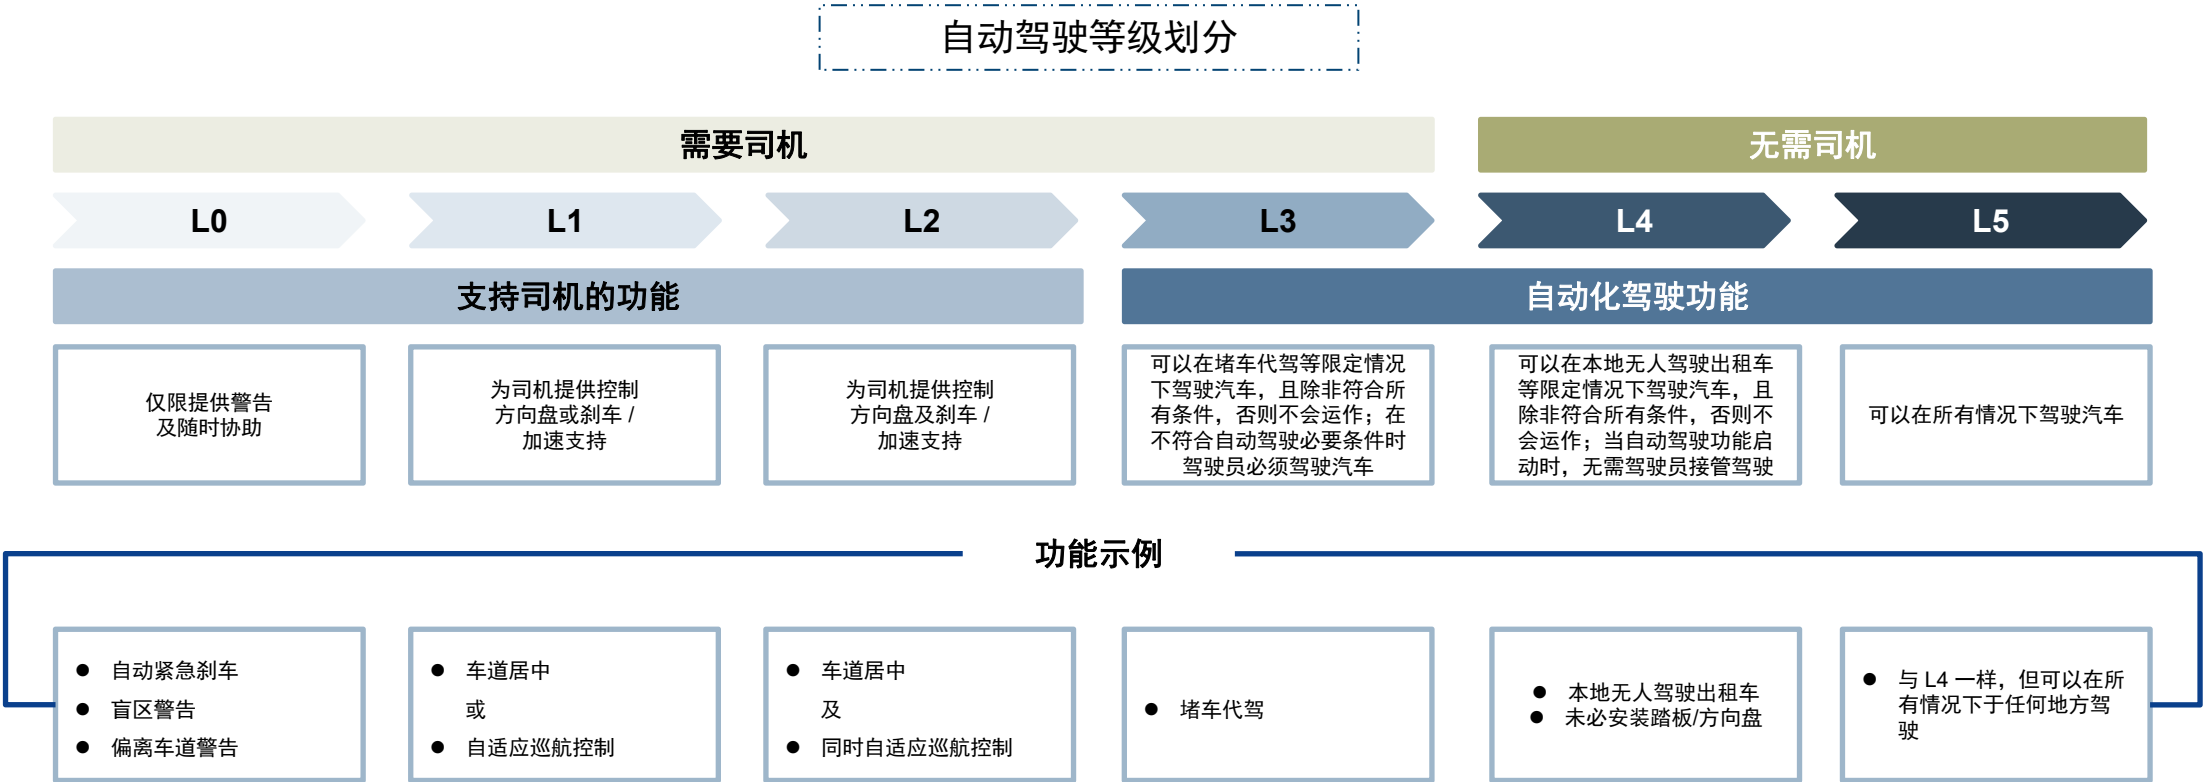 自动驾驶等级划分
需要司机
无需司机
L0
L1
L2
L3
L4
L5
支持司机的功能
自动化驾驶功能
仅限提供警告
及随时协助
为司机提供控制
方向盘或刹车 /
加速支持
为司机提供控制
方向盘及刹车 /
加速支持
可以在堵车代驾等限定情况
下驾驶汽车，且除非符合所
有条件，否则不会运作；在
不符合自动驾驶必要条件时
驾驶员必须驾驶汽车
可以在本地无人驾驶出租车
等限定情况下驾驶汽车，且
除非符合所有条件，否则不
会运作；当自动驾驶功能启
动时，无需驾驶员接管驾驶
可以在所有情况下驾驶汽车
功能示例
● 自动紧急刹车
● 盲区警告
● 偏离车道警告
● 车道居中
或
● 自适应巡航控制
● 车道居中
及
● 同时自适应巡航控制
● 堵车代驾
● 本地无人驾驶出租车
● 未必安装踏板/方向盘
● 与 L4 一样，但可以在所
有情况下于任何地方驾
驶